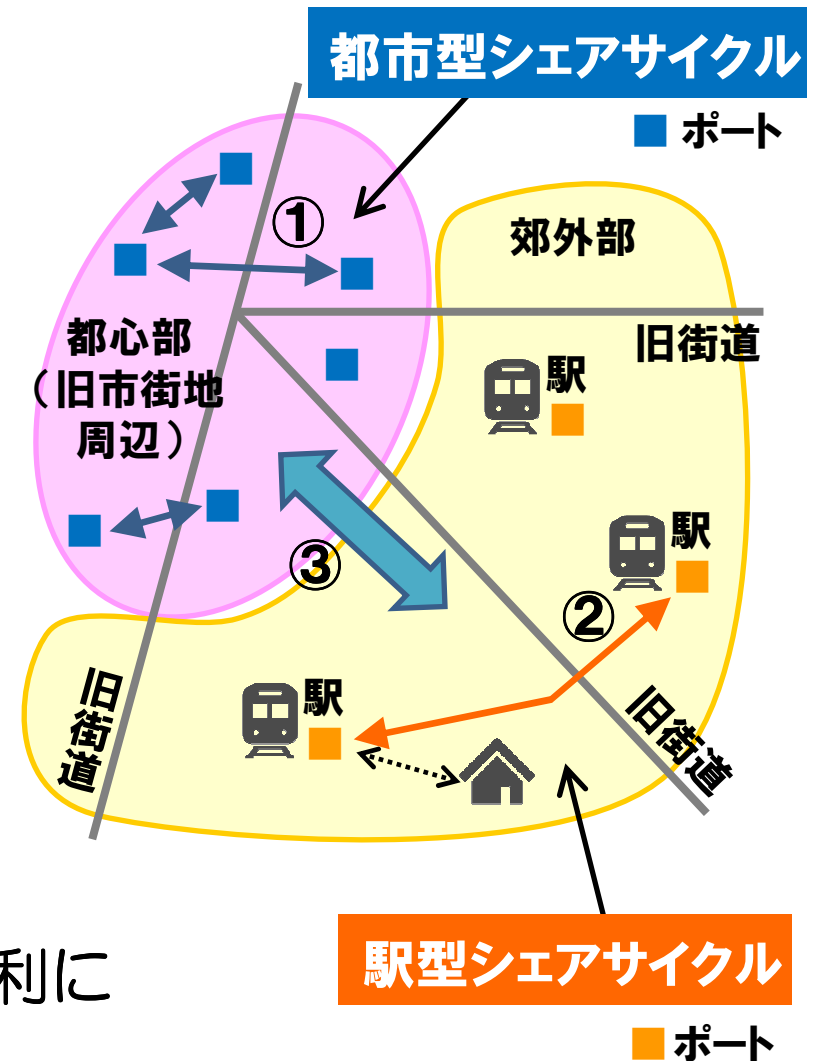 都市型シェアサイクル
ポート
①
郊外部
旧街道
都心部
（旧市街地
周辺）
駅
駅
③
②
駅
旧街道
旧街道
利に
駅型シェアサイクル
ポート